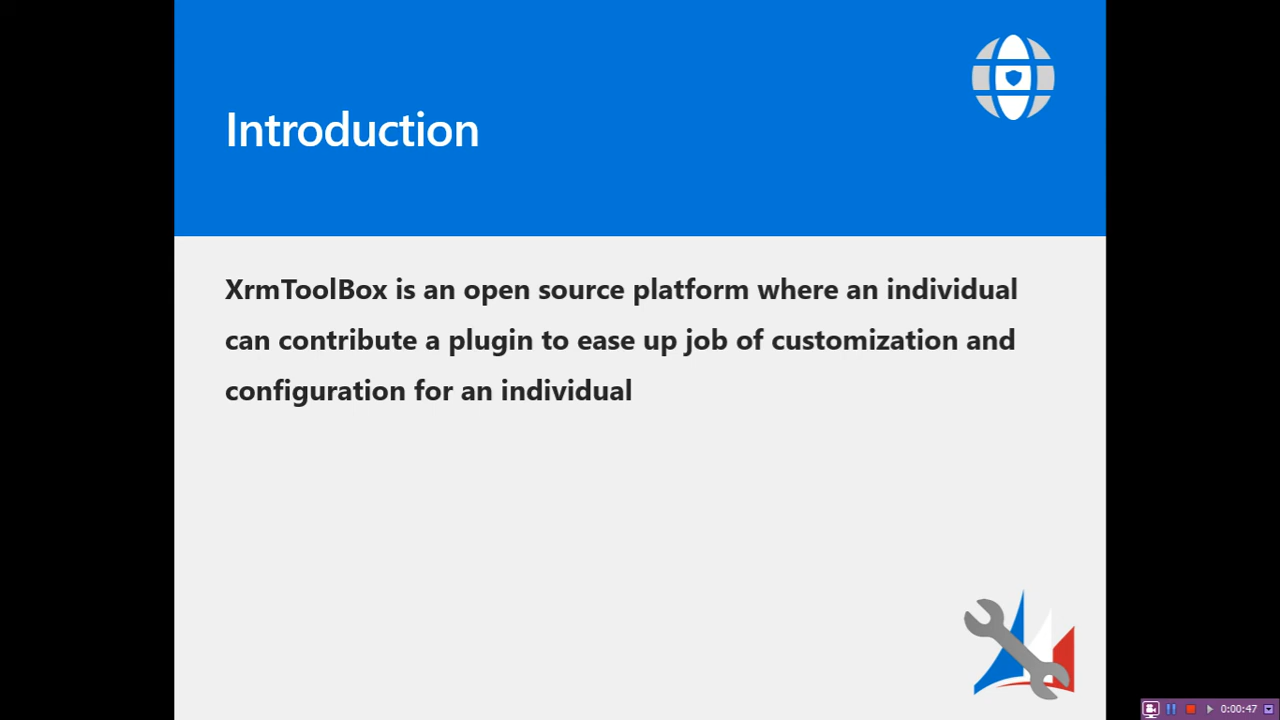 Introduction
XrmToolBox is an open source platform where an individual
can contribute a plugin to ease up job of customization and
configuration for an individual
0:00:47